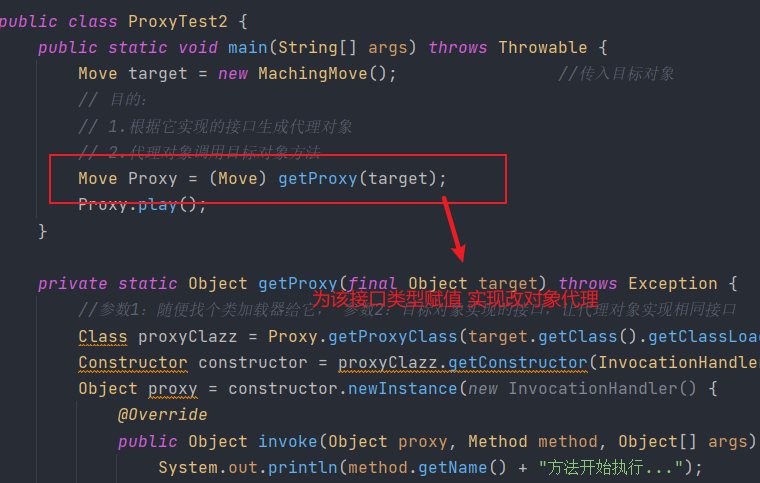 public class ProxyTest2 {
public static void main(String[] args) throws Throwable {
Move target = new MachingMove(); //传入目标对象
// 目的：
// 1.根据它实现的接口生成代理对象
// 2.代理对象调用目标对象方法
Move Proxy = (Move) getProxy(target);
Proxy.play();
}
private static Object getProxy(final Object target) throws Exception {
为该接口类型赋值 实现改对象代理
//参数1：随便找个类加载器给它， 参数2：目标对象实现的接口，让代理对象实现相同接口
Class proxyClazz = Proxy.getProxyClass(target.getClass().getClassLoa
Constructor constructor = proxyClazz.getConstructor(InvocationHandler
Object proxy = constructor.newInstance(new InvocationHandler() {
@Override
public Object invoke(Object proxy, Method method, Object[] args)
System.out.println(method.getName() + "方法开始执行...");